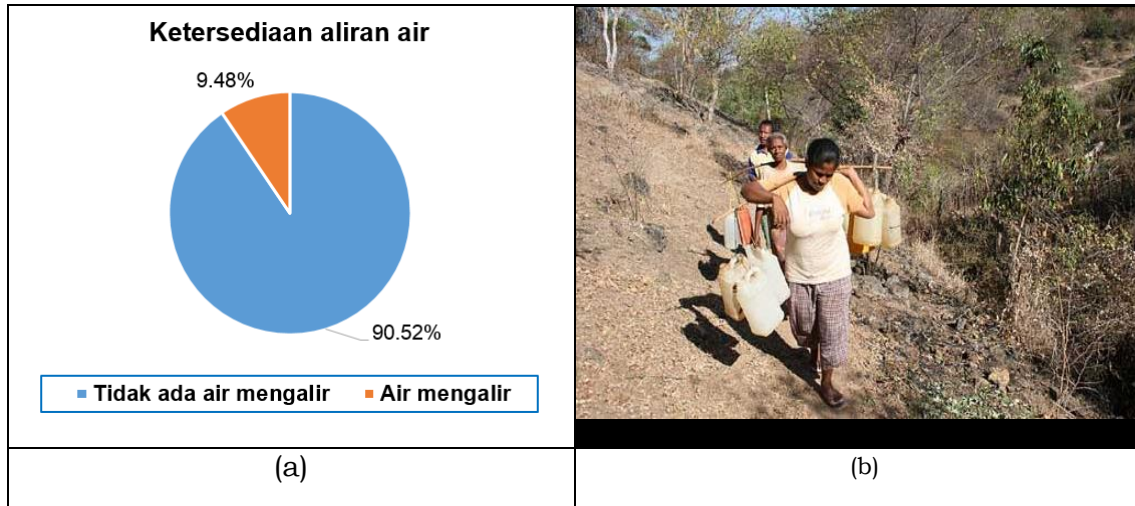 Ketersediaan aliran air
9.48%
90.52%
Tidak ada air mengalir
Air mengalir
(a)
(b)